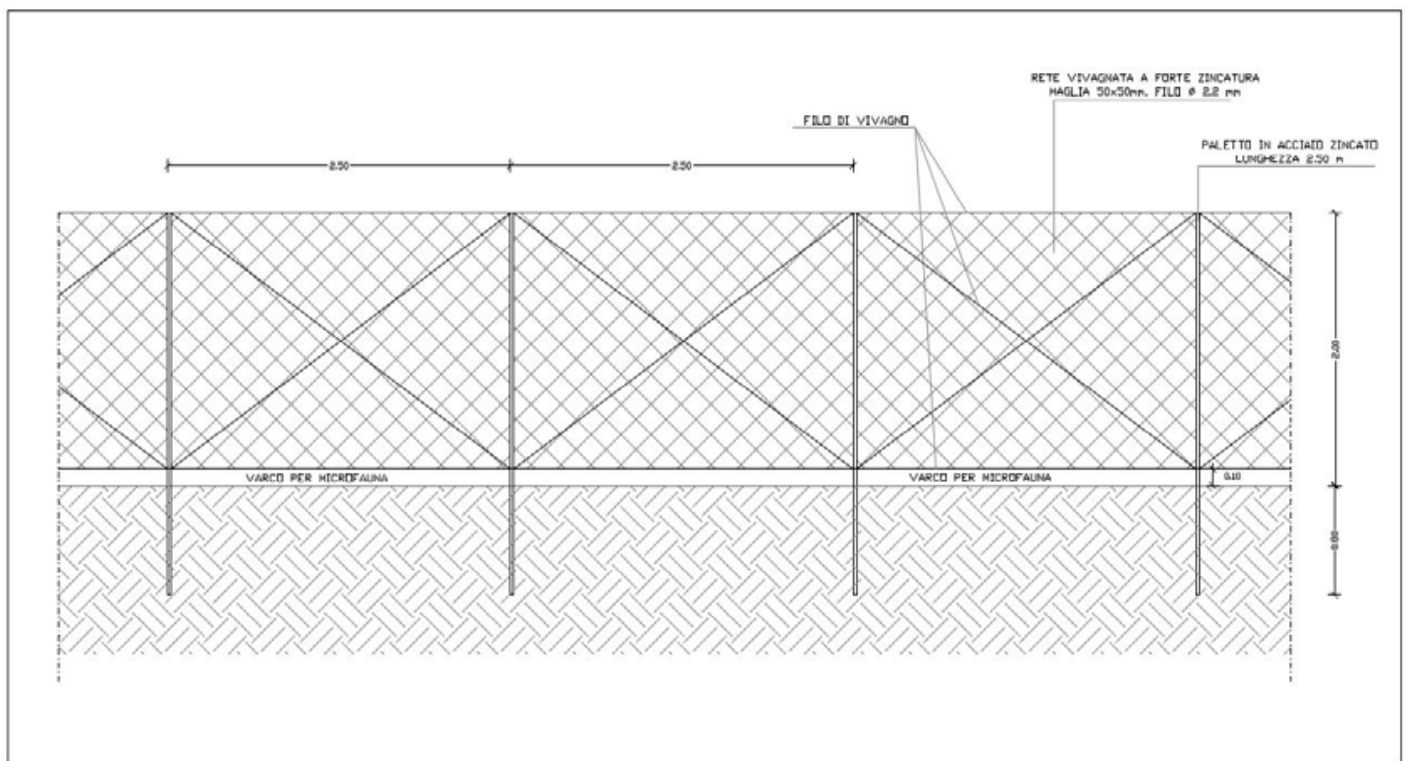 RETE VIVAGNATA A FORTE ZINCATURA
MAGLIA 50x50mm, FILO Ø 2.2 mm
FILO DI VIVAGNO
PALETTO IN ACCIAIO ZINCATO
LUNGHEZZA 2.50 m
2.50
2.50
2.00
VARCO PER MICROFAUNA
VARCO PER MICROFAUNA
0.10
0.80